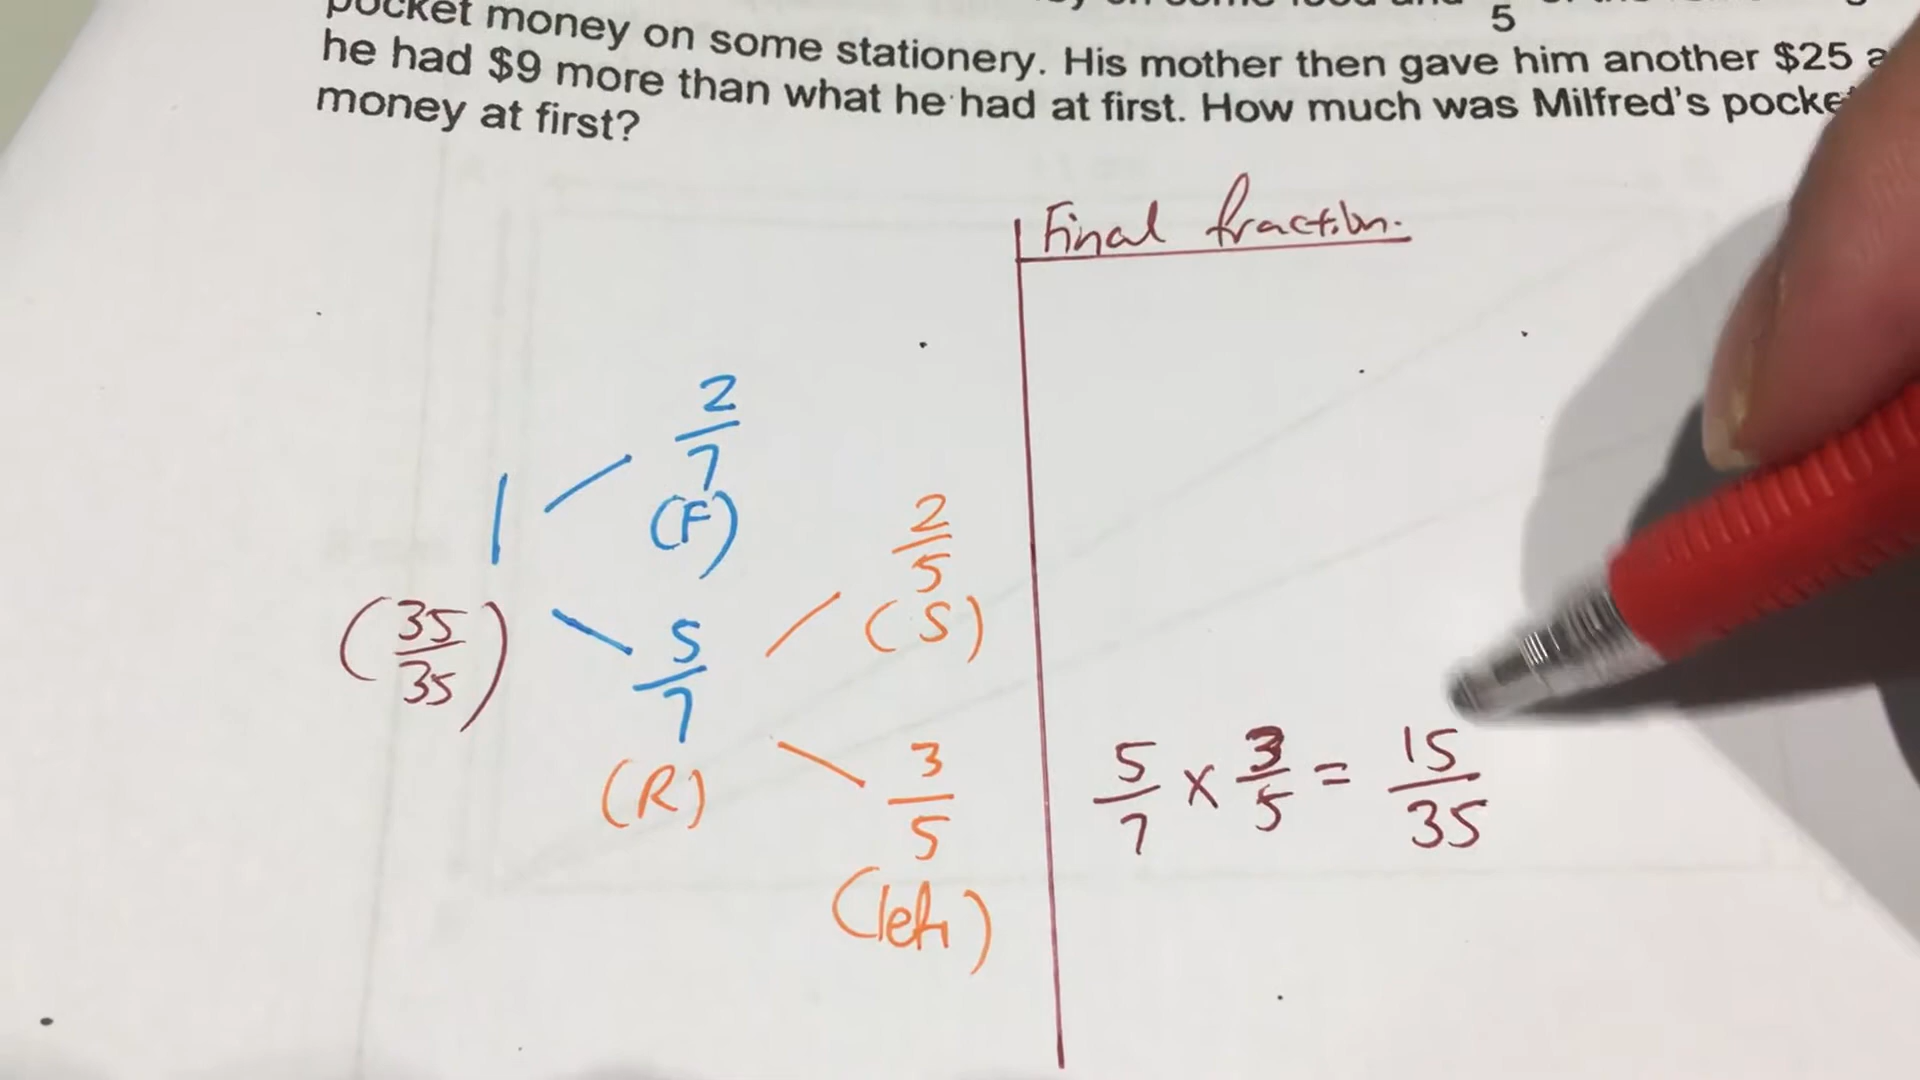 5
pocket money on some stationery. His mother then gave him another $25
he had $9 more than what he had at first. How much was Milfred's
money at first?
Final fraction.
2
7
(F)
1
2
5
(S)
(35
35)
5
7
(R)
3
5
(left)
5/7 × 3/5 = 15/35